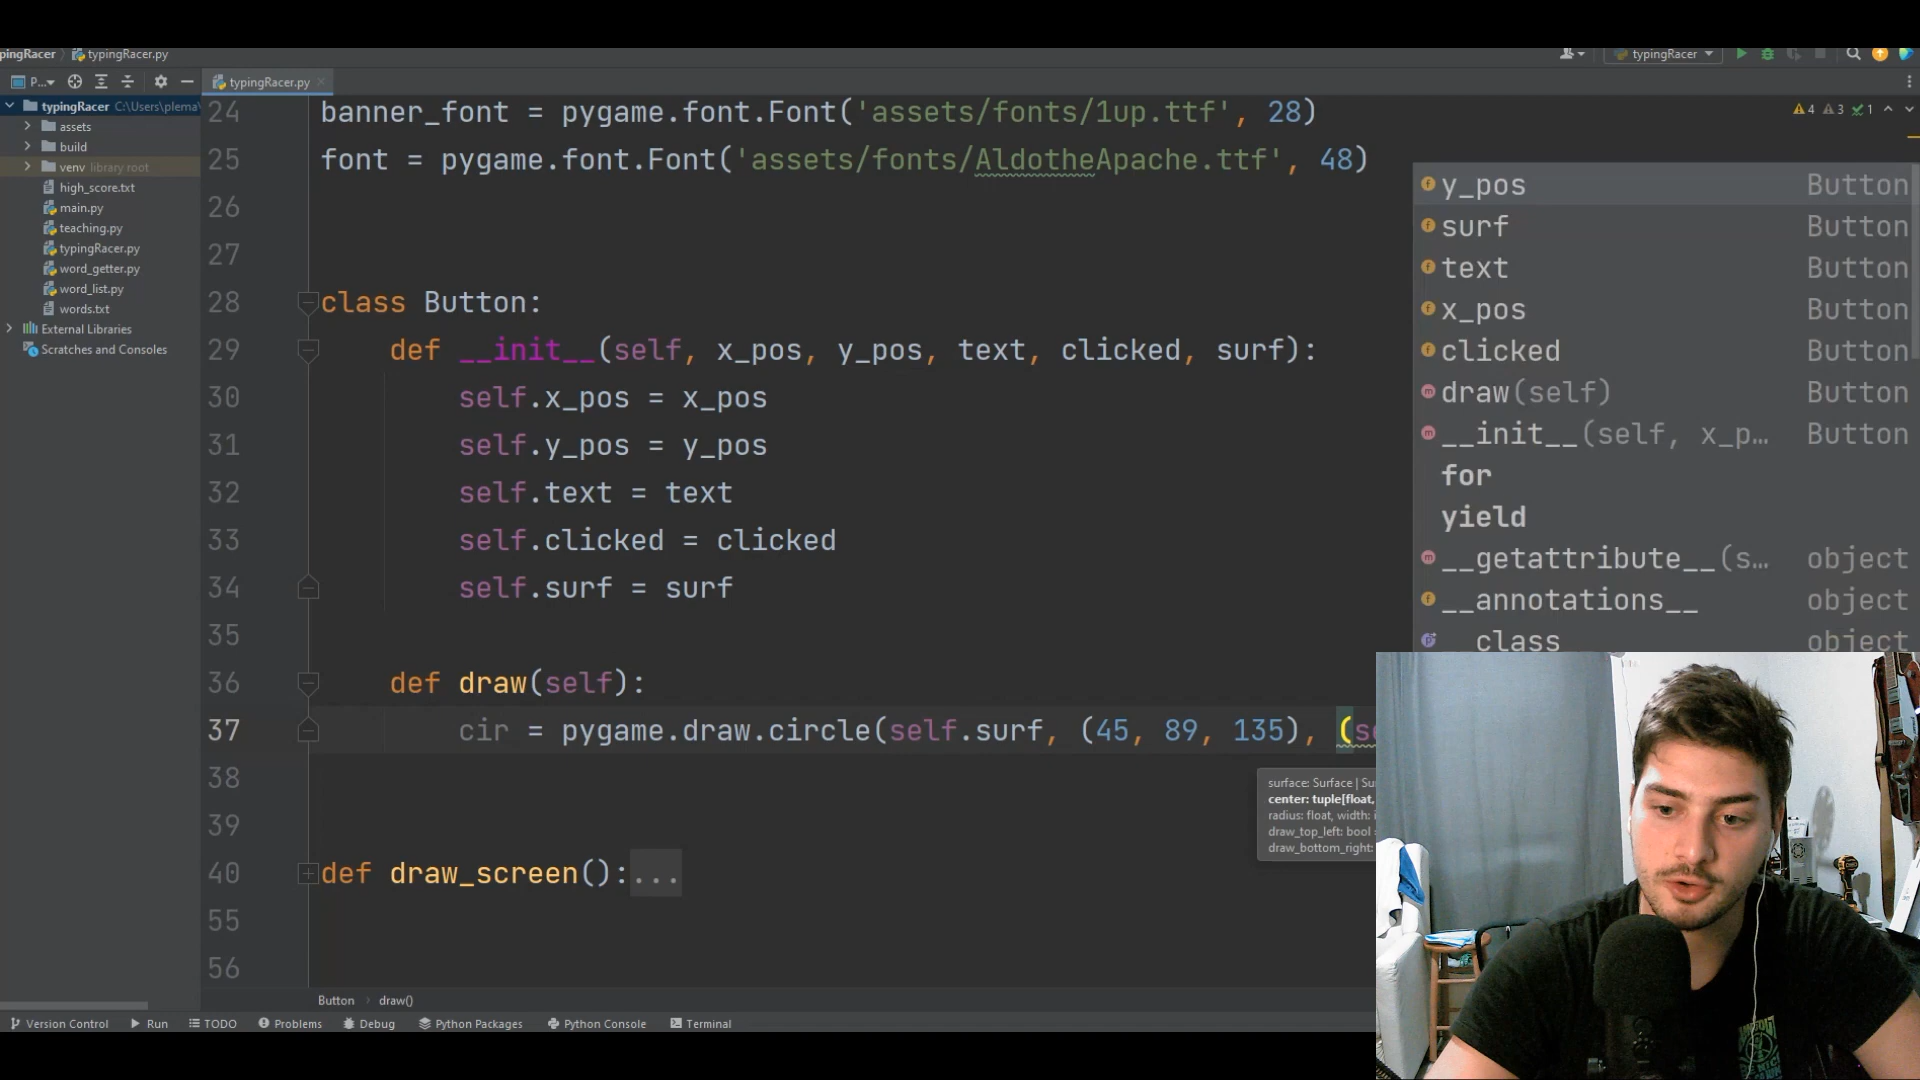 pingRacer typingRacer.py
typingRacer
P...
typingRacer.py
typingRacer C:\Users\plema
assets
build
venv library root
high_score.txt
main.py
teaching.py
typingRacer.py
word_getter.py
word_list.py
words.txt
External Libraries
Scratches and Consoles
4 3 1
24 banner_font = pygame.font.Font('assets/fonts/1up.ttf', 28)
25 font = pygame.font.Font('assets/fonts/AldotheApache.ttf', 48)
26
27
28 class Button:
29 def __init__(self, x_pos, y_pos, text, clicked, surf):
30 self.x_pos = x_pos
31 self.y_pos = y_pos
32 self.text = text
33 self.clicked = clicked
34 self.surf = surf
35
36 def draw(self):
37 cir = pygame.draw.circle(self.surf, (45, 89, 135), (se
38
39
40 def draw_screen():...
55
56
y_pos Button
surf Button
text Button
x_pos Button
clicked Button
draw(self) Button
__init__(self, x_p... Button
for
yield
__getattribute__(s... object
__annotations__ object
__class__ object
surface: Surface | Su
center: tuple[float,
radius: float, width: i
draw_top_left: bool =
draw_bottom_right:
Button draw()
Version Control Run TODO Problems Debug Python Packages Python Console Terminal